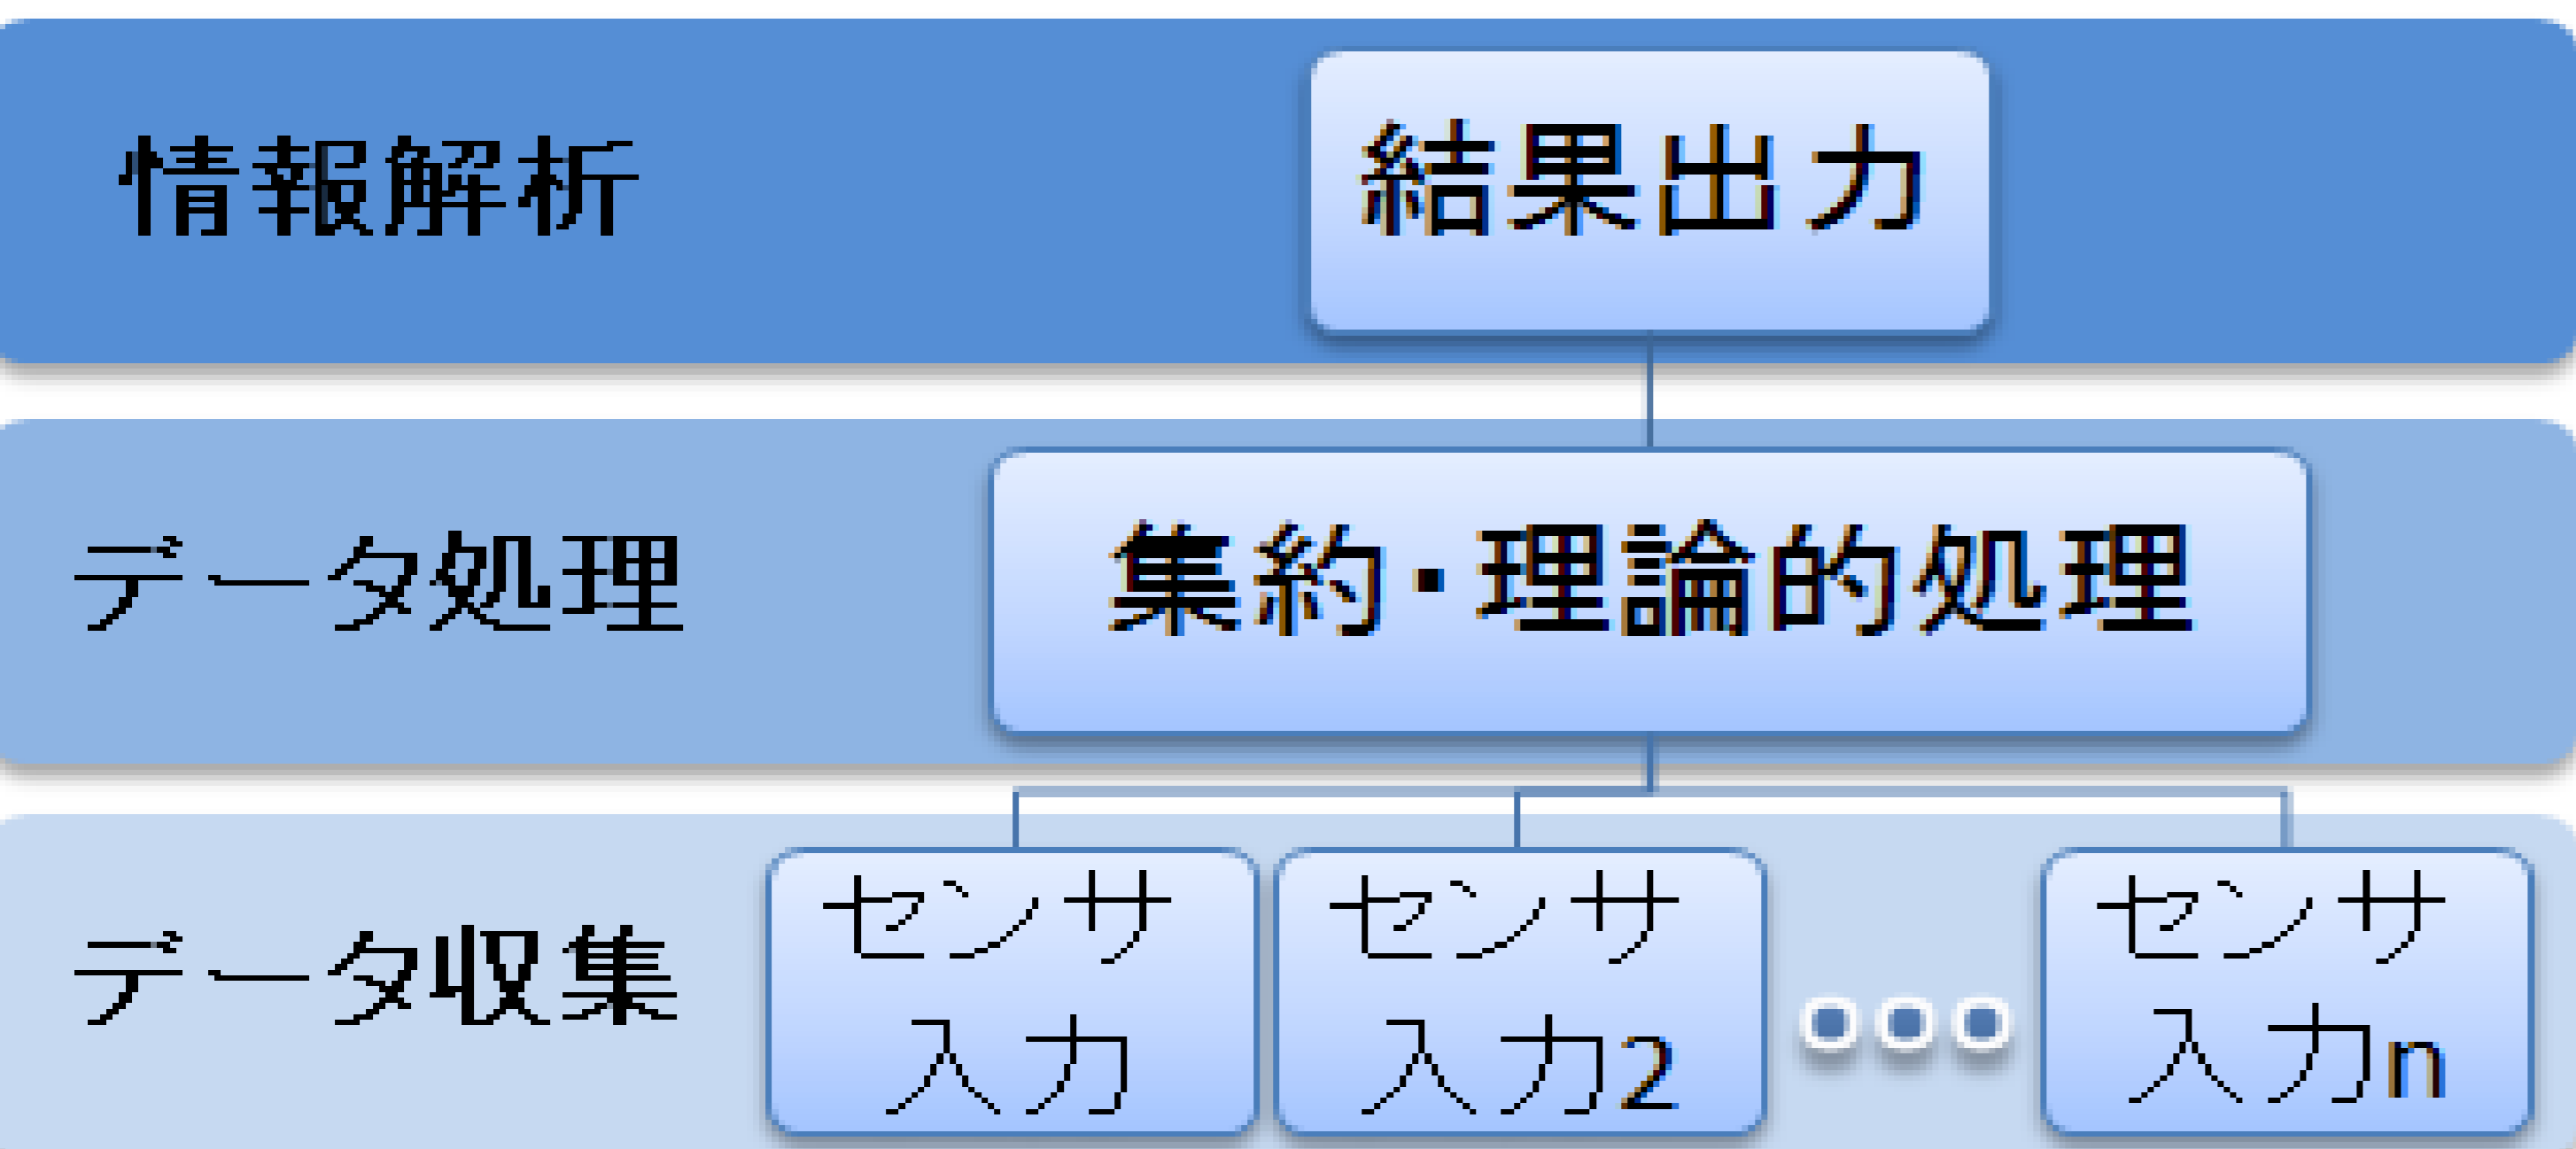 情報解析
結果出力
データ処理
集約・理論的処理
データ収集
センサ
入力
センサ
入力2
センサ
入力n